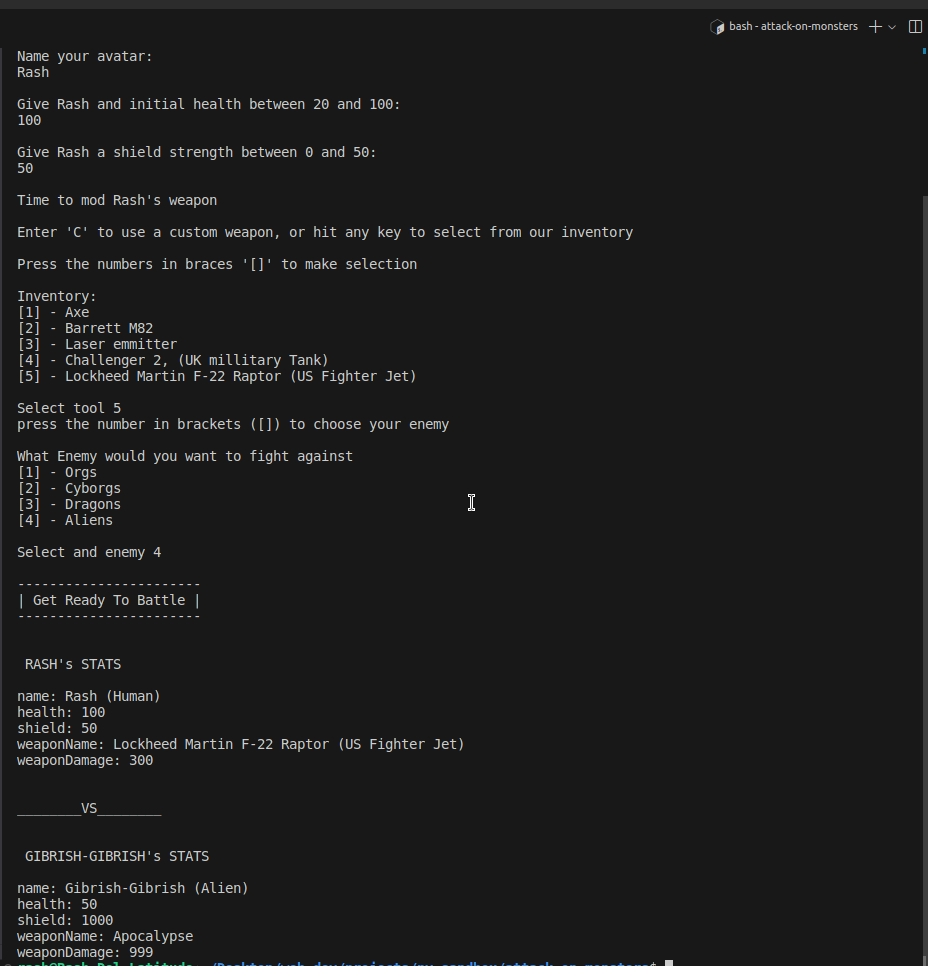 bash - attack-on-monsters
Name your avatar:
Rash
Give Rash and initial health between 20 and 100:
100
Give Rash a shield strength between 0 and 50:
50
Time to mod Rash's weapon
Enter 'C' to use a custom weapon, or hit any key to select from our inventory
Press the numbers in braces '[]' to make selection
Inventory:
[1] - Axe
[2] - Barrett M82
[3] - Laser emmitter
[4] - Challenger 2, (UK millitary Tank)
[5] - Lockheed Martin F-22 Raptor (US Fighter Jet)
Select tool 5
press the number in brackets ([]) to choose your enemy
What Enemy would you want to fight against
[1] - Orgs
[2] - Cyborgs
[3] - Dragons
[4] - Aliens
Select and enemy 4
-----------------------
| Get Ready To Battle |
-----------------------
RASH's STATS
name: Rash (Human)
health: 100
shield: 50
weaponName: Lockheed Martin F-22 Raptor (US Fighter Jet)
weaponDamage: 300
________VS________
GIBRISH-GIBRISH's STATS
name: Gibrish-Gibrish (Alien)
health: 50
shield: 1000
weaponName: Apocalypse
weaponDamage: 999